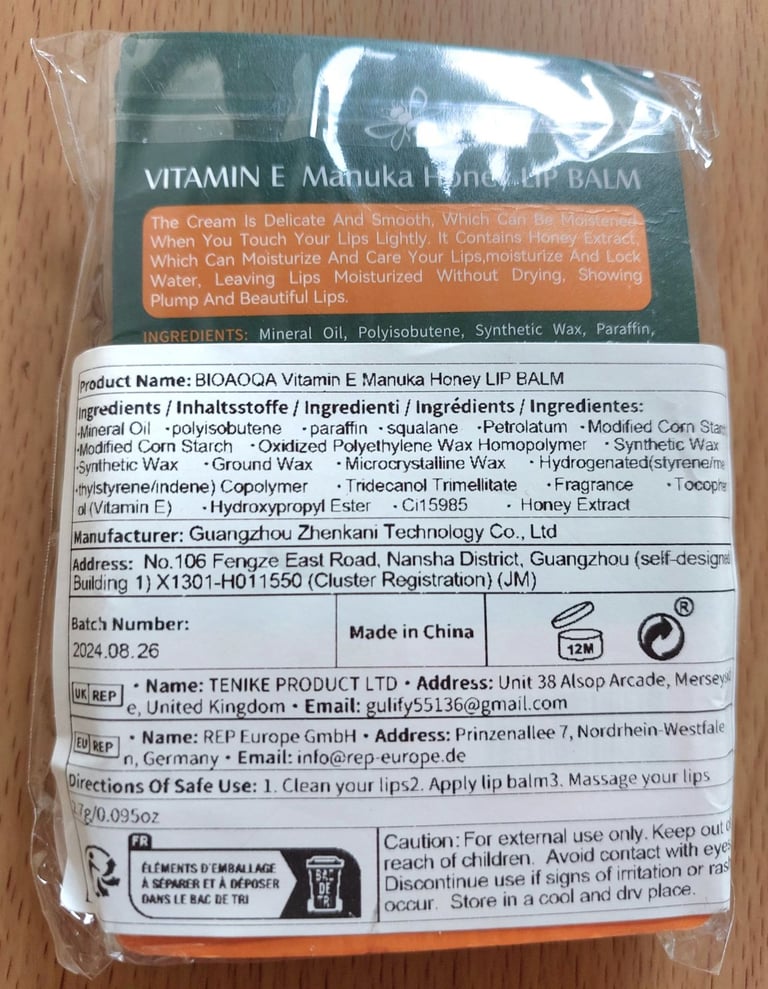 VITAMIN E Manuka Honey LIP BALM
The Cream Is Delicate And Smooth, Which Can Be Moistened
When You Touch Your Lips Lightly. It Contains Honey Extract,
Which Can Moisturize And Care Your Lips,moisturize And Lock
Water, Leaving Lips Moisturized Without Drying, Showing
Plump And Beautiful Lips.
INGREDIENTS: Mineral Oil, Polyisobutene, Synthetic Wax, Paraffin,
Product Name: BIOAOQA Vitamin E Manuka Honey LIP BALM
Ingredients / Inhaltsstoffe / Ingredienti / Ingrédients / Ingredientes:
·Mineral Oil ·polyisobutene ·paraffin ·squalane ·Petrolatum ·Modified Corn Star
·Modified Corn Starch ·Oxidized Polyethylene Wax Homopolymer ·Synthetic Wax
·Synthetic Wax ·Ground Wax ·Microcrystalline Wax ·Hydrogenated(styrene/me
thylstyrene/indene) Copolymer ·Tridecanol Trimellitate ·Fragrance ·Tocopher
ol (Vitamin E) ·Hydroxypropyl Ester ·Ci15985 · Honey Extract
Manufacturer: Guangzhou Zhenkani Technology Co., Ltd
Address: No.106 Fengze East Road, Nansha District, Guangzhou (self-designed
Building 1) X1301-H011550 (Cluster Registration) (JM)
Batch Number:
2024.08.26
Made in China
12M
®
UK REP • Name: TENIKE PRODUCT LTD • Address: Unit 38 Alsop Arcade, Merseysid
e, United Kingdom • Email: gulify55136@gmail.com
EU REP • Name: REP Europe GmbH • Address: Prinzenallee 7, Nordrhein-Westfale
n, Germany • Email: info@rep-europe.de
Directions Of Safe Use: 1. Clean your lips2. Apply lip balm3. Massage your lips
7g/0.095oz
FR
ÉLÉMENTS D'EMBALLAGE
À SÉPARER ET À DÉPOSER
DANS LE BAC DE TRI
BAC
DE
TRI
Caution: For external use only. Keep out of
reach of children. Avoid contact with eyes
Discontinue use if signs of irritation or rash
occur. Store in a cool and dry place.